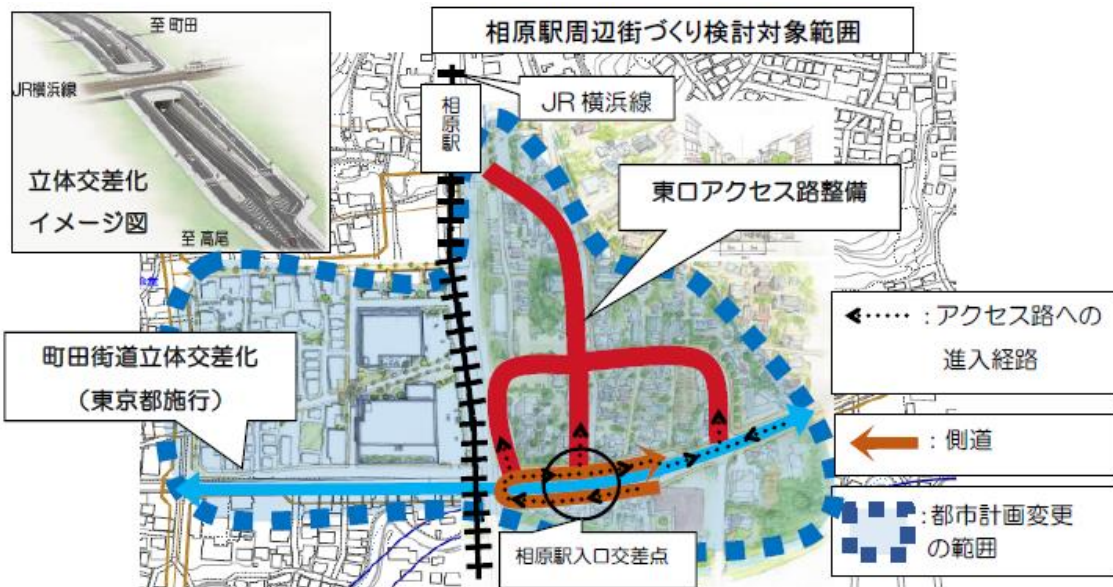 相原駅周辺街づくり検討対象範囲
至 町田
JR横浜線
立体交差化
イメージ図
至 高尾
相原駅
JR 横浜線
東口アクセス路整備
町田街道立体交差化
（東京都施行）
相原駅入口交差点
：アクセス路への
進入経路
：側道
：都市計画変更
の範囲